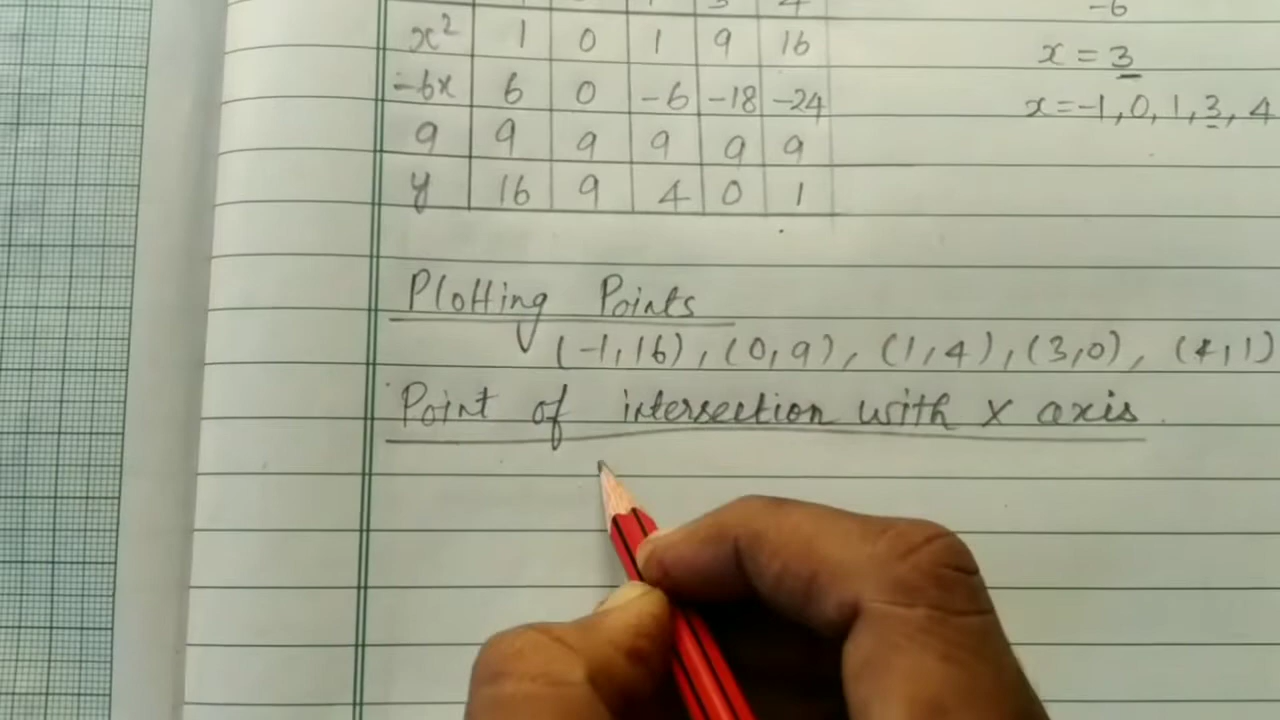 -6
x² 1 0 1 9 16
x = 3
-6x 6 0 -6 -18 -24
x = -1, 0, 1, 3, 4
9 9 9 9 9 9
y 16 9 4 0 1
Plotting Points
(-1, 16), (0, 9), (1, 4), (3, 0), (4, 1)
Point of intersection with X axis.